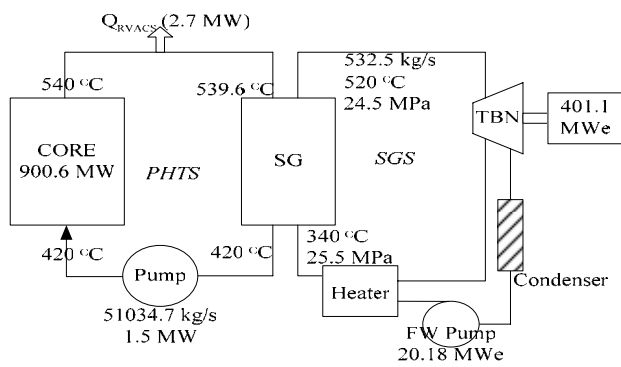 Q_RVACS (2.7 MW)
540 °C
539.6 °C
532.5 kg/s
520 °C
24.5 MPa
TBN
401.1
MWe
CORE
900.6 MW
PHTS
SG
SGS
420 °C
Pump
51034.7 kg/s
1.5 MW
420 °C
340 °C
25.5 MPa
Heater
Condenser
FW Pump
20.18 MWe